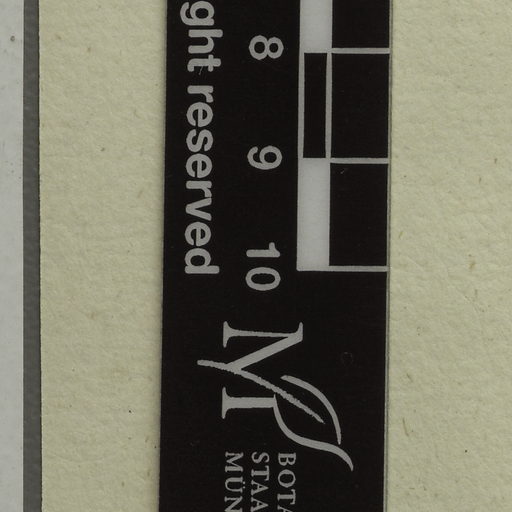 ght reserved
8 9 10
M
BOTA
STAA
MÜN